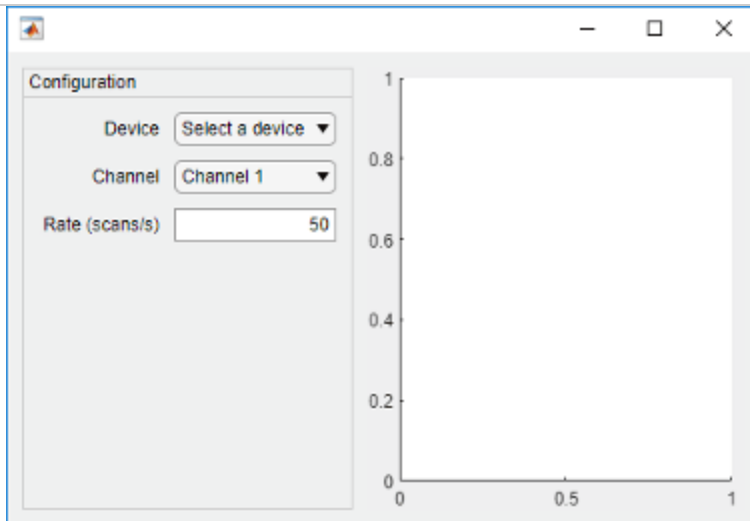 Configuration
Device Select a device
Channel Channel 1
Rate (scans/s) 50
1
0.8
0.6
0.4
0.2
0
0 0.5 1